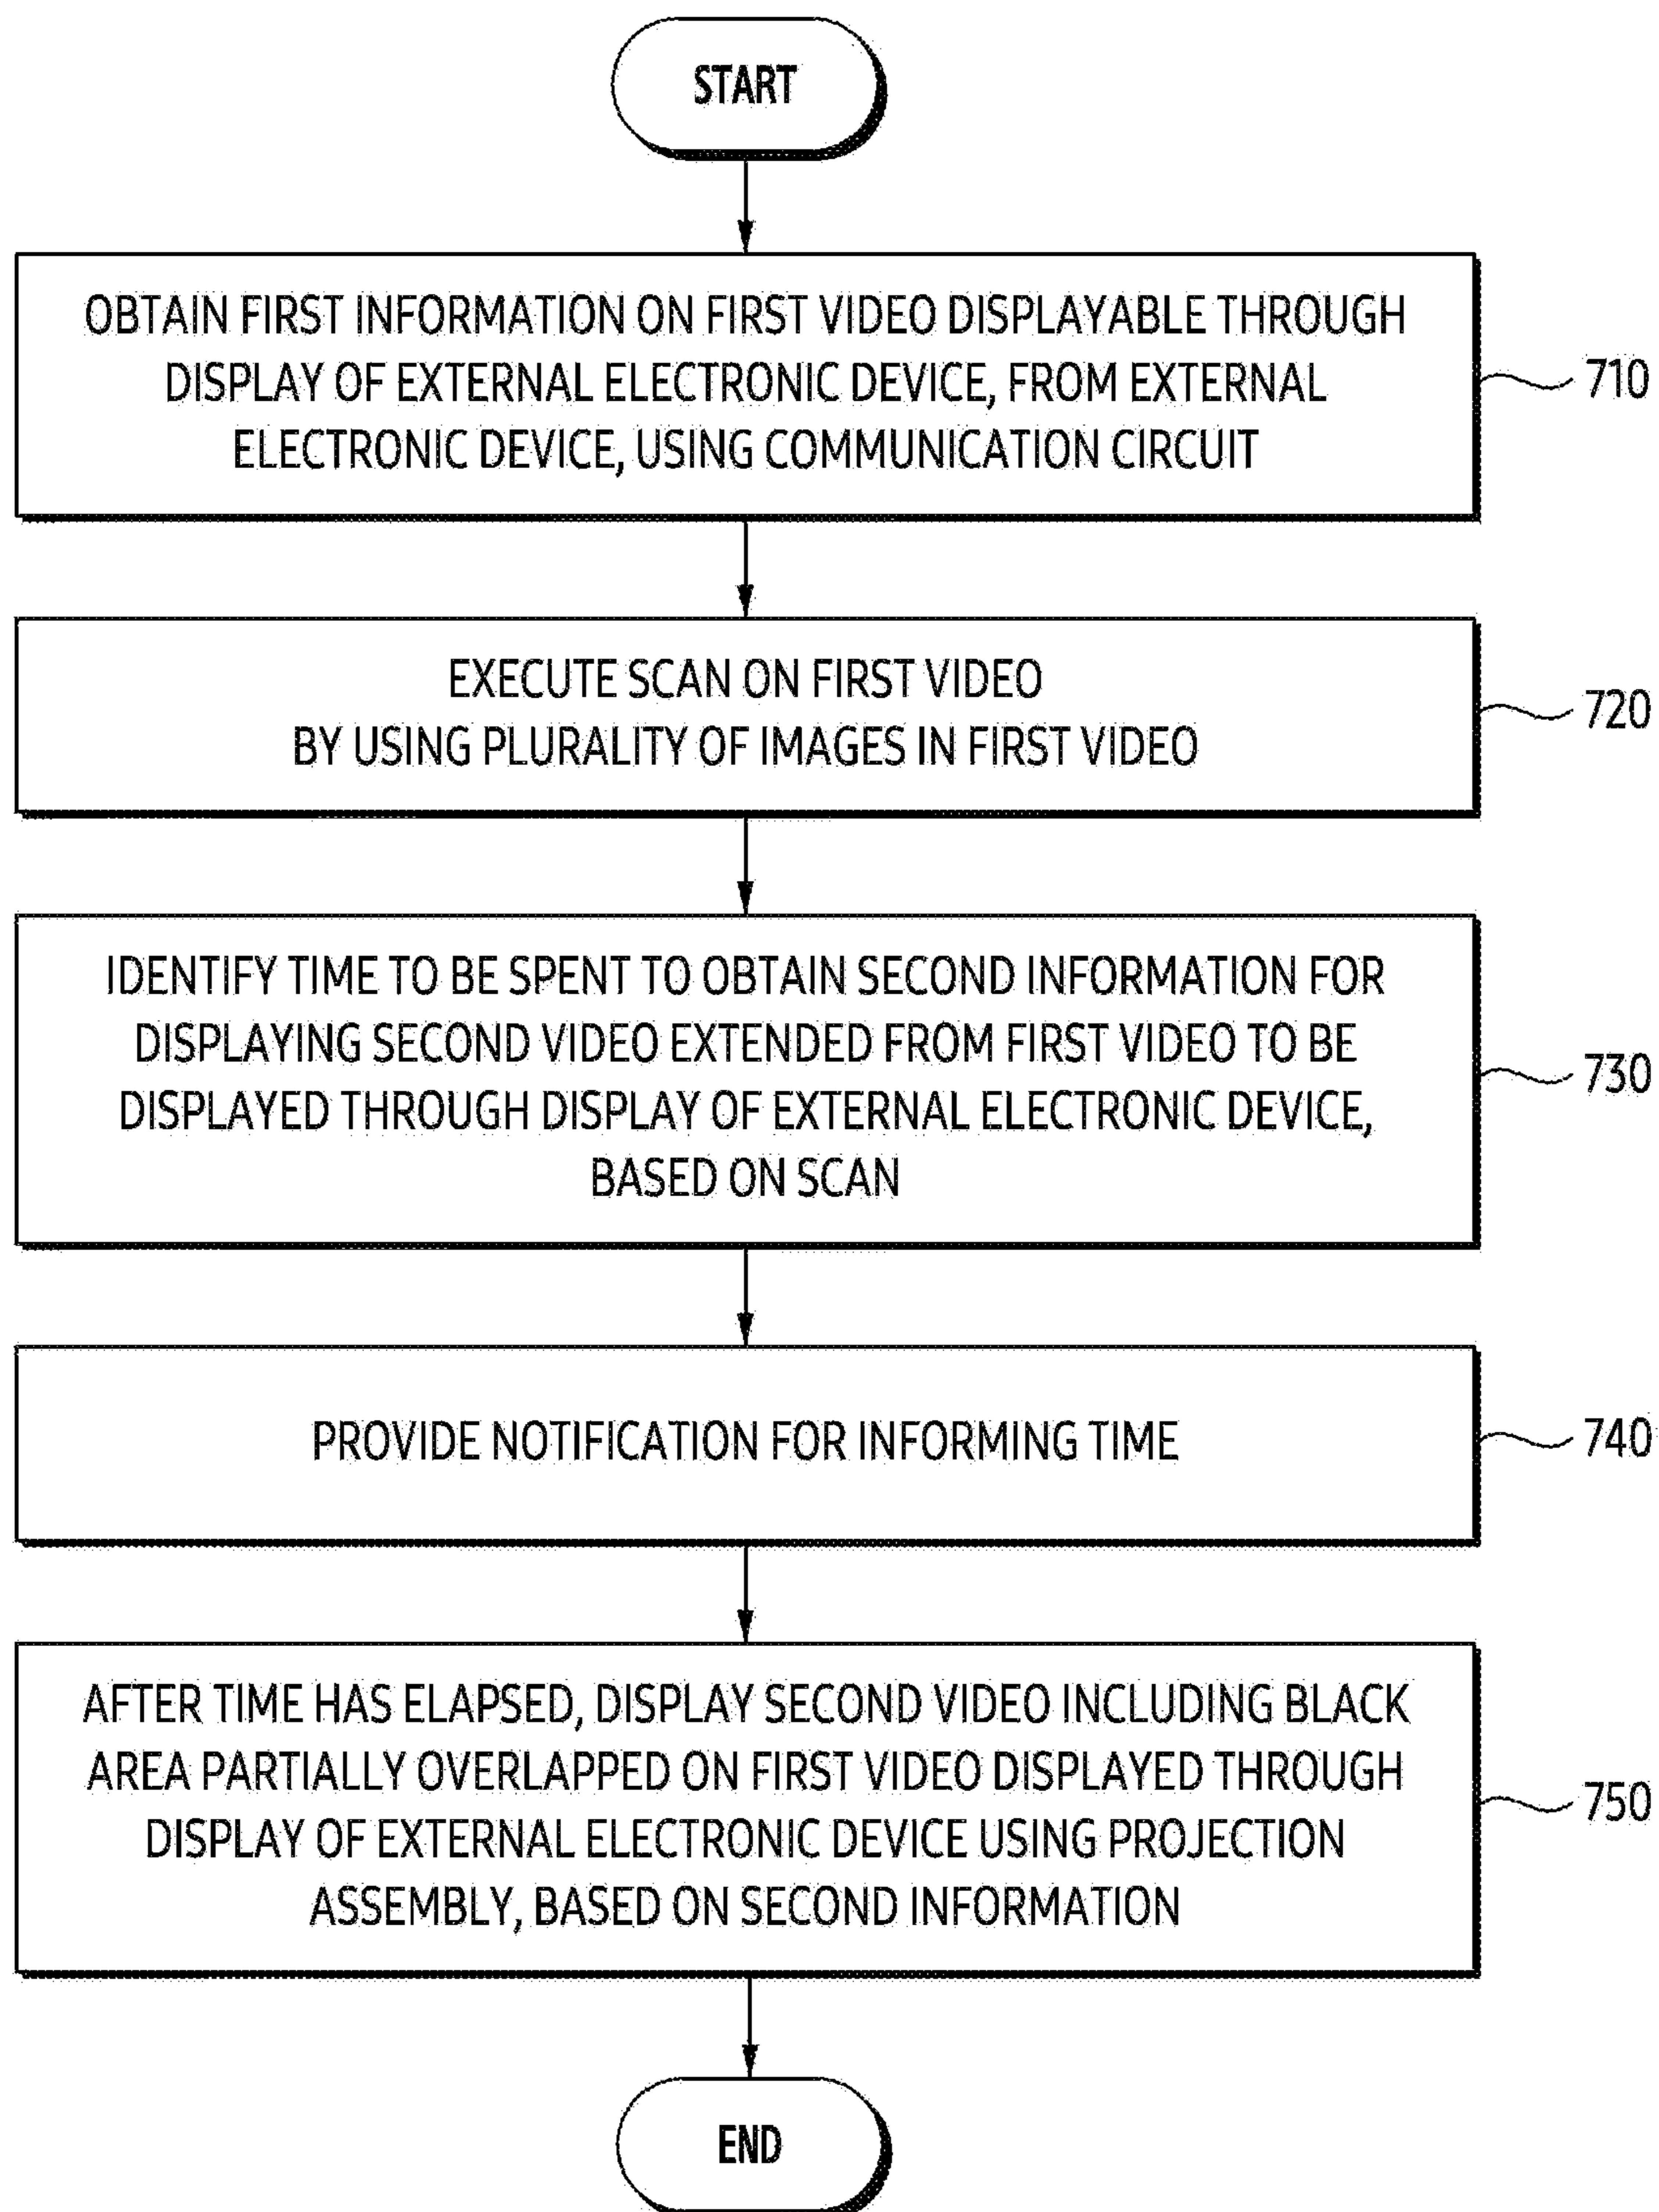 START
OBTAIN FIRST INFORMATION ON FIRST VIDEO DISPLAYABLE THROUGH
DISPLAY OF EXTERNAL ELECTRONIC DEVICE, FROM EXTERNAL
ELECTRONIC DEVICE, USING COMMUNICATION CIRCUIT
710
EXECUTE SCAN ON FIRST VIDEO
BY USING PLURALITY OF IMAGES IN FIRST VIDEO
720
IDENTIFY TIME TO BE SPENT TO OBTAIN SECOND INFORMATION FOR
DISPLAYING SECOND VIDEO EXTENDED FROM FIRST VIDEO TO BE
DISPLAYED THROUGH DISPLAY OF EXTERNAL ELECTRONIC DEVICE,
BASED ON SCAN
730
PROVIDE NOTIFICATION FOR INFORMING TIME
740
AFTER TIME HAS ELAPSED, DISPLAY SECOND VIDEO INCLUDING BLACK
AREA PARTIALLY OVERLAPPED ON FIRST VIDEO DISPLAYED THROUGH
DISPLAY OF EXTERNAL ELECTRONIC DEVICE USING PROJECTION
ASSEMBLY, BASED ON SECOND INFORMATION
750
END